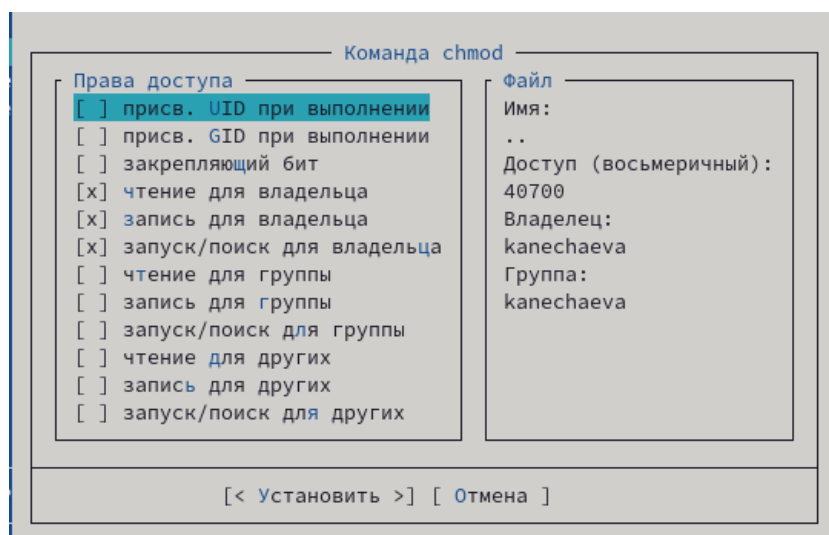 Команда chmod
Права доступа
[ ] присв. UID при выполнении
[ ] присв. GID при выполнении
[ ] закрепляющий бит
[x] чтение для владельца
[x] запись для владельца
[x] запуск/поиск для владельца
[ ] чтение для группы
[ ] запись для группы
[ ] запуск/поиск для группы
[ ] чтение для других
[ ] запись для других
[ ] запуск/поиск для других
Файл
Имя:
..
Доступ (восьмеричный):
40700
Владелец:
kanechaeva
Группа:
kanechaeva
[< Установить >] [ Отмена ]